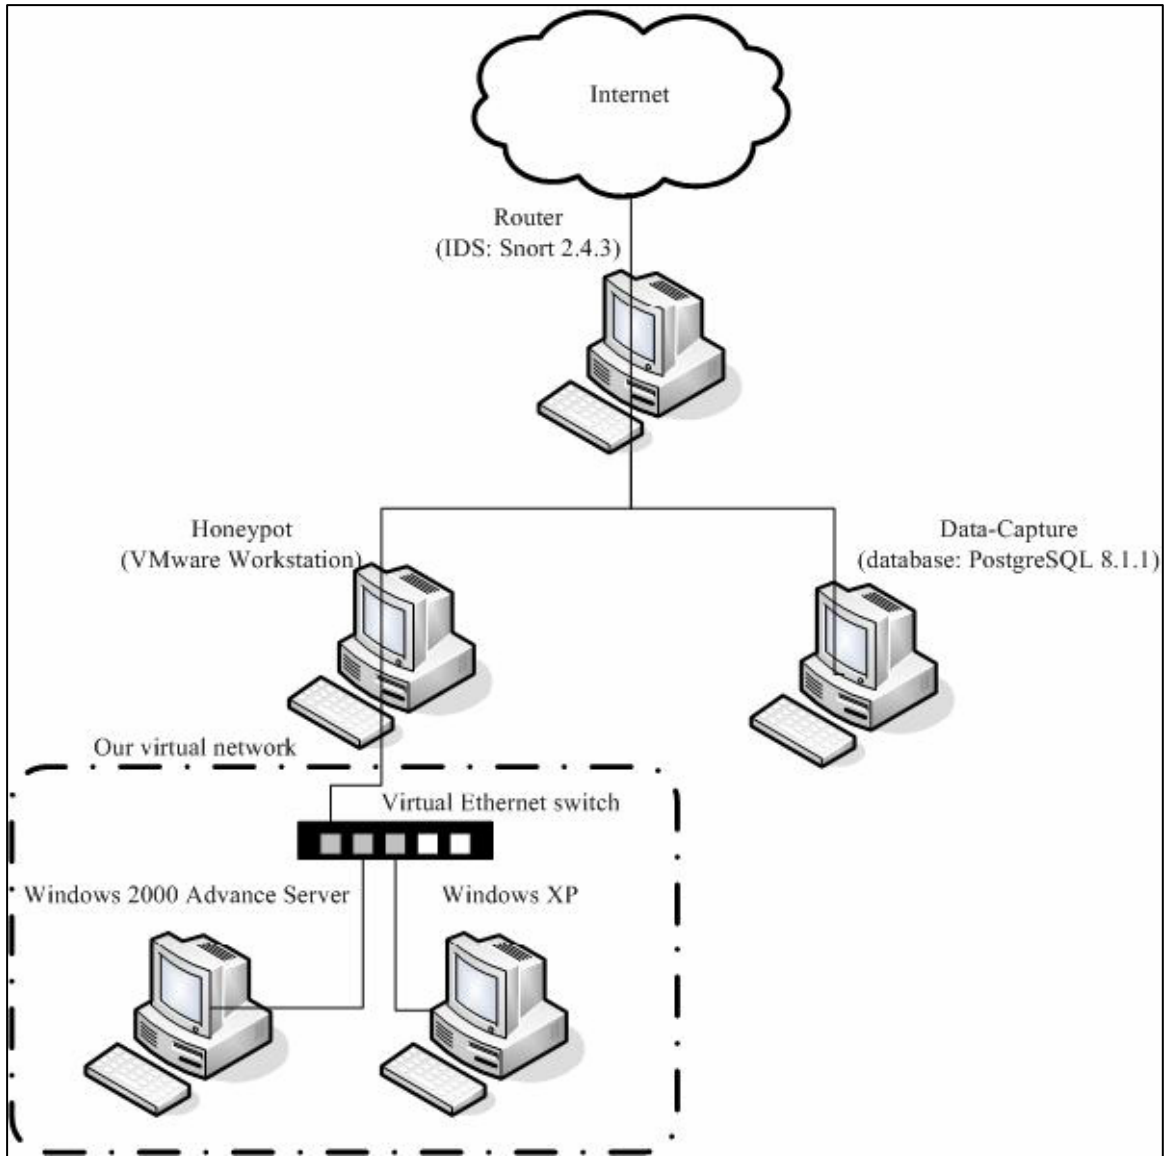 Internet
Router
(IDS: Snort 2.4.3)
Honeypot
(VMware Workstation)
Data-Capture
(database: PostgreSQL 8.1.1)
Our virtual network
Virtual Ethernet switch
Windows 2000 Advance Server
Windows XP